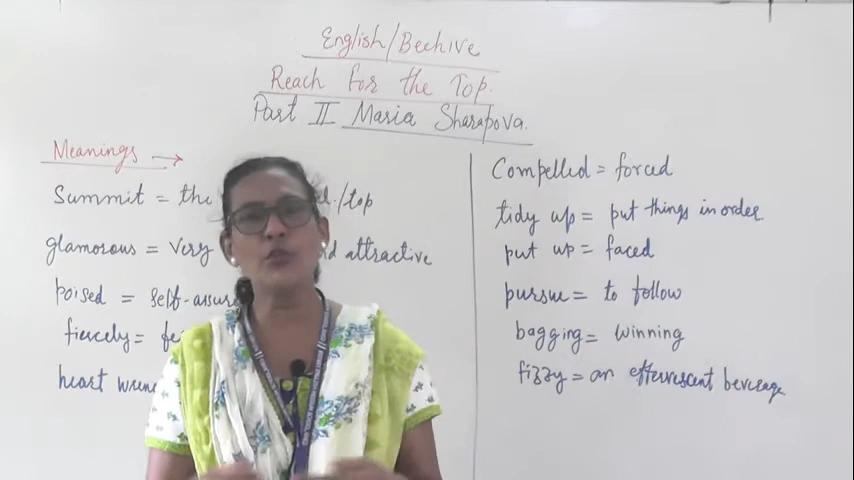 English/Beehive
Reach for the Top.
Part II Maria Sharapova.
Meanings →
Summit = the /top
glamorous = very attractive
poised = self-assur
fiercely =
heart
Compelled = forced
tidy up = put things in order
put up = faced
pursue = to follow
bagging = winning
fizzy = an effervescent beverage